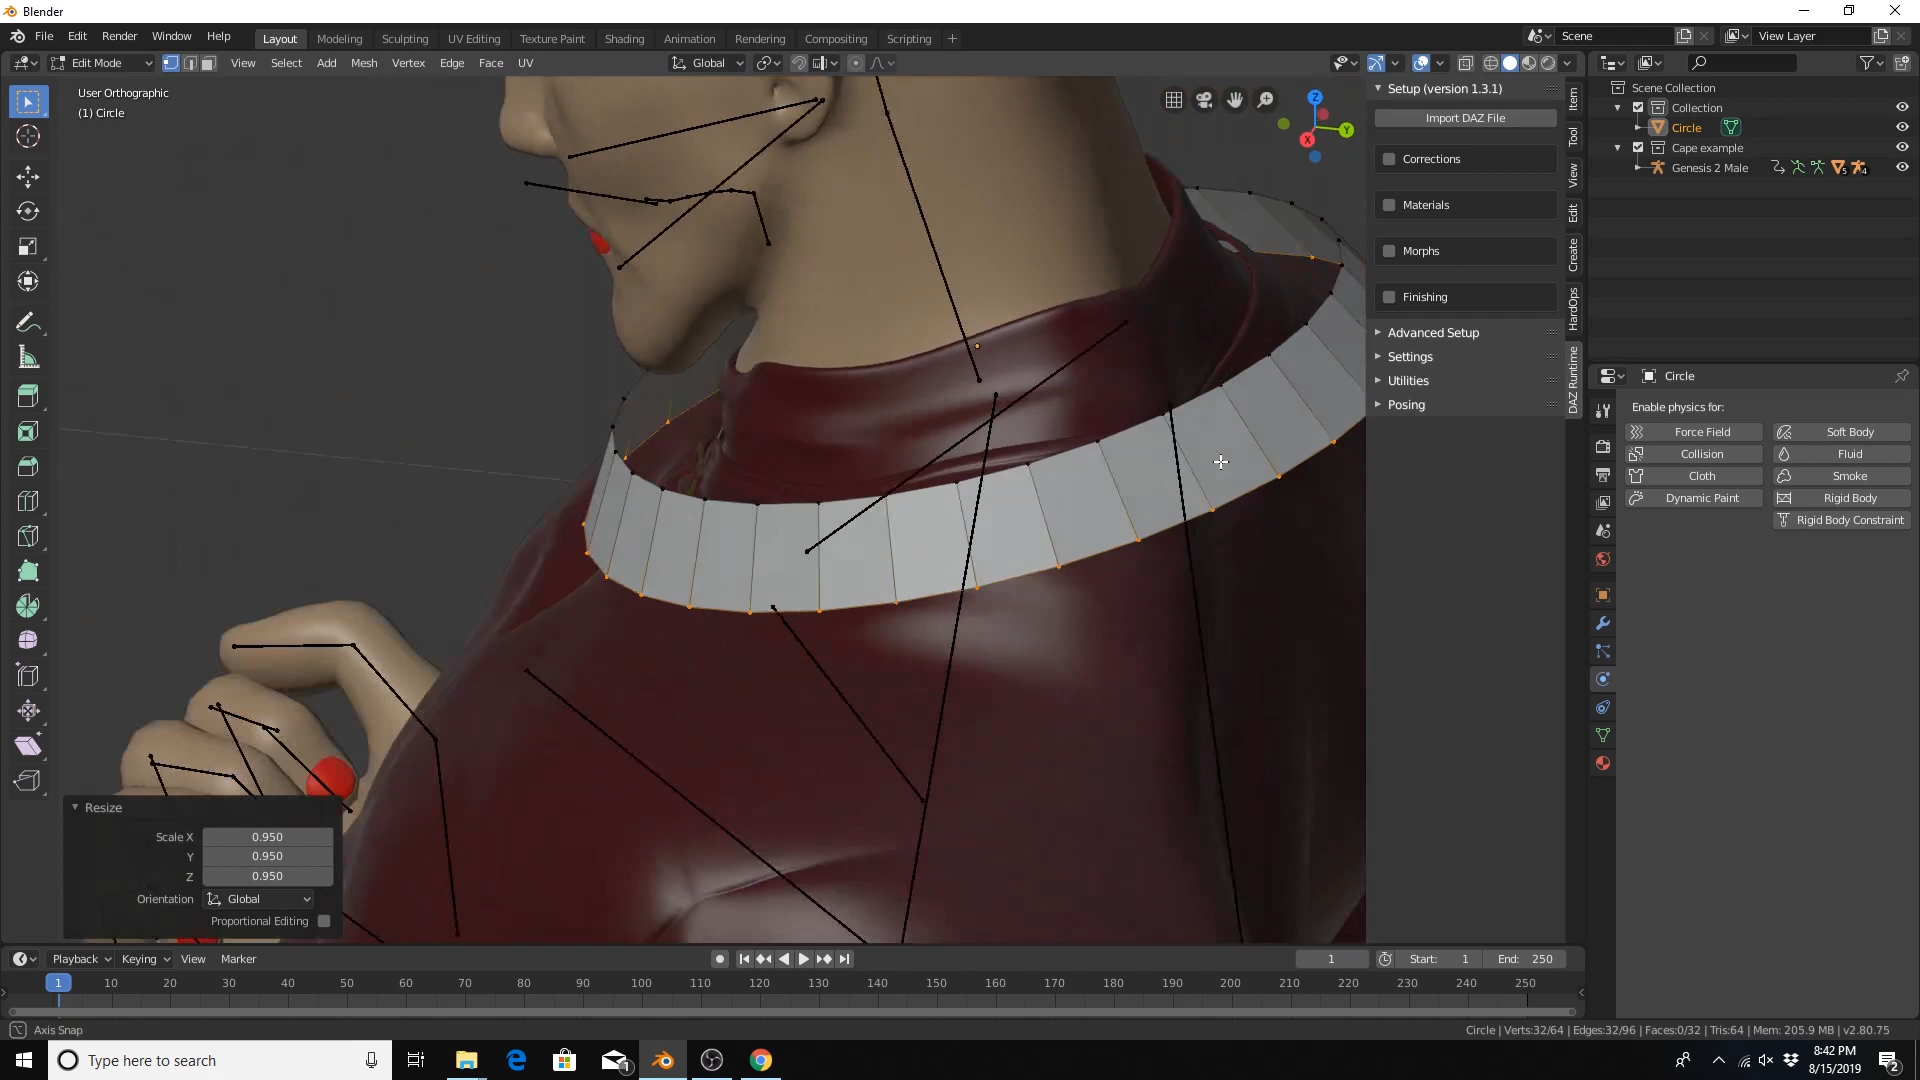 Blender
File Edit Render Window Help
Layout Modeling Sculpting UV Editing Texture Paint Shading Animation Rendering Compositing Scripting
Scene
View Layer
Edit Mode
View Select Add Mesh Vertex Edge Face UV
Global
User Orthographic
(1) Circle
Z
Y
X
Setup (version 1.3.1)
Import DAZ File
Corrections
Materials
Morphs
Finishing
Advanced Setup
Settings
Utilities
Posing
Item
Tool
View
Edit
Create
HardOps
DAZ Runtime
Scene Collection
Collection
Circle
Cape example
Genesis 2 Male
5
4
Circle
Enable physics for:
Force Field
Soft Body
Collision
Fluid
Cloth
Smoke
Dynamic Paint
Rigid Body
Rigid Body Constraint
Resize
Scale X 0.950
Y 0.950
Z 0.950
Orientation Global
Proportional Editing
Playback Keying View Marker
1
Start: 1
End: 250
1 10 20 30 40 50 60 70 80 90 100 110 120 130 140 150 160 170 180 190 200 210 220 230 240 250
Axis Snap
Circle | Verts:32/64 | Edges:32/96 | Faces:0/32 | Tris:64 | Mem: 205.9 MB | v2.80.75
Type here to search
1
8:42 PM
8/15/2019
2